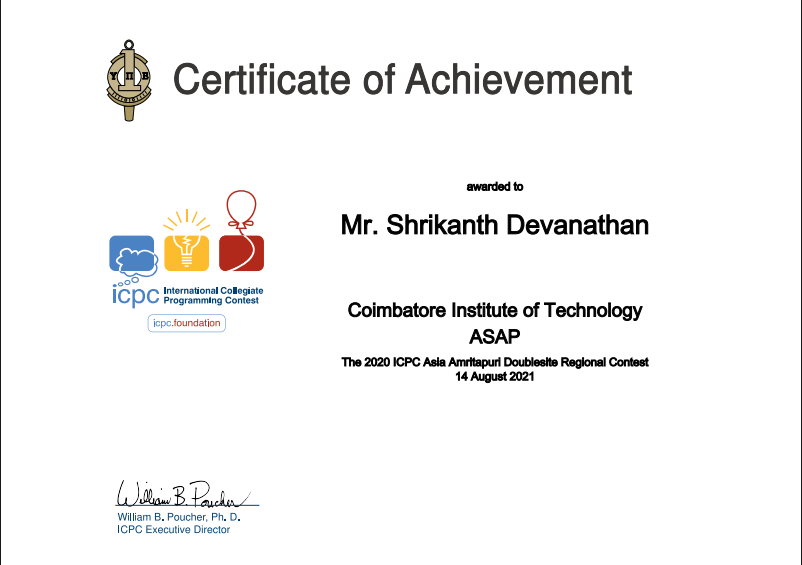 ΥΠΒ
Certificate of Achievement
awarded to
Mr. Shrikanth Devanathan
icpc International Collegiate
Programming Contest
icpc.foundation
Coimbatore Institute of Technology
ASAP
The 2020 ICPC Asia Amritapuri Doublesite Regional Contest
14 August 2021
William B. Poucher
William B. Poucher, Ph. D.
ICPC Executive Director